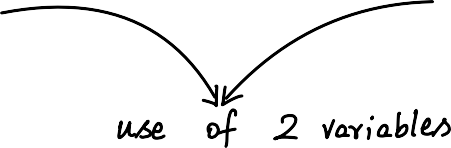 use of 2 variables